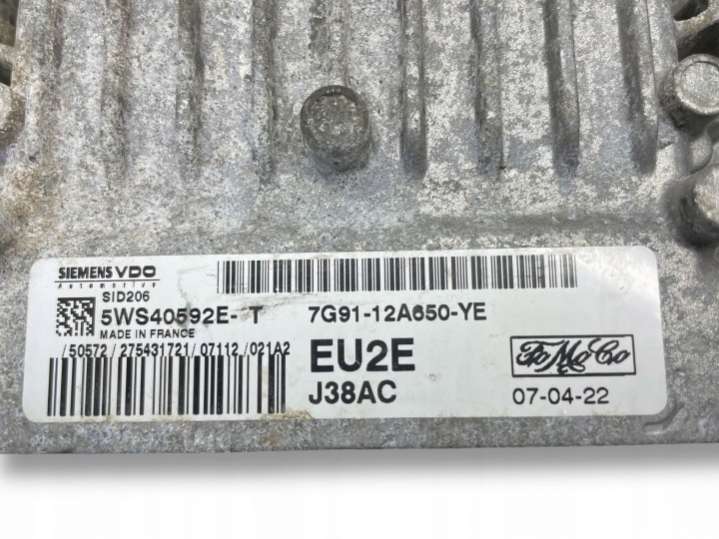 SIEMENS VDO
Automotive
SID206
5WS40592E- T
MADE IN FRANCE
/50572 / 275431721/07112/021A2
7G91-12A650-YE
EU2E
J38AC
FoMoCo
07-04-22